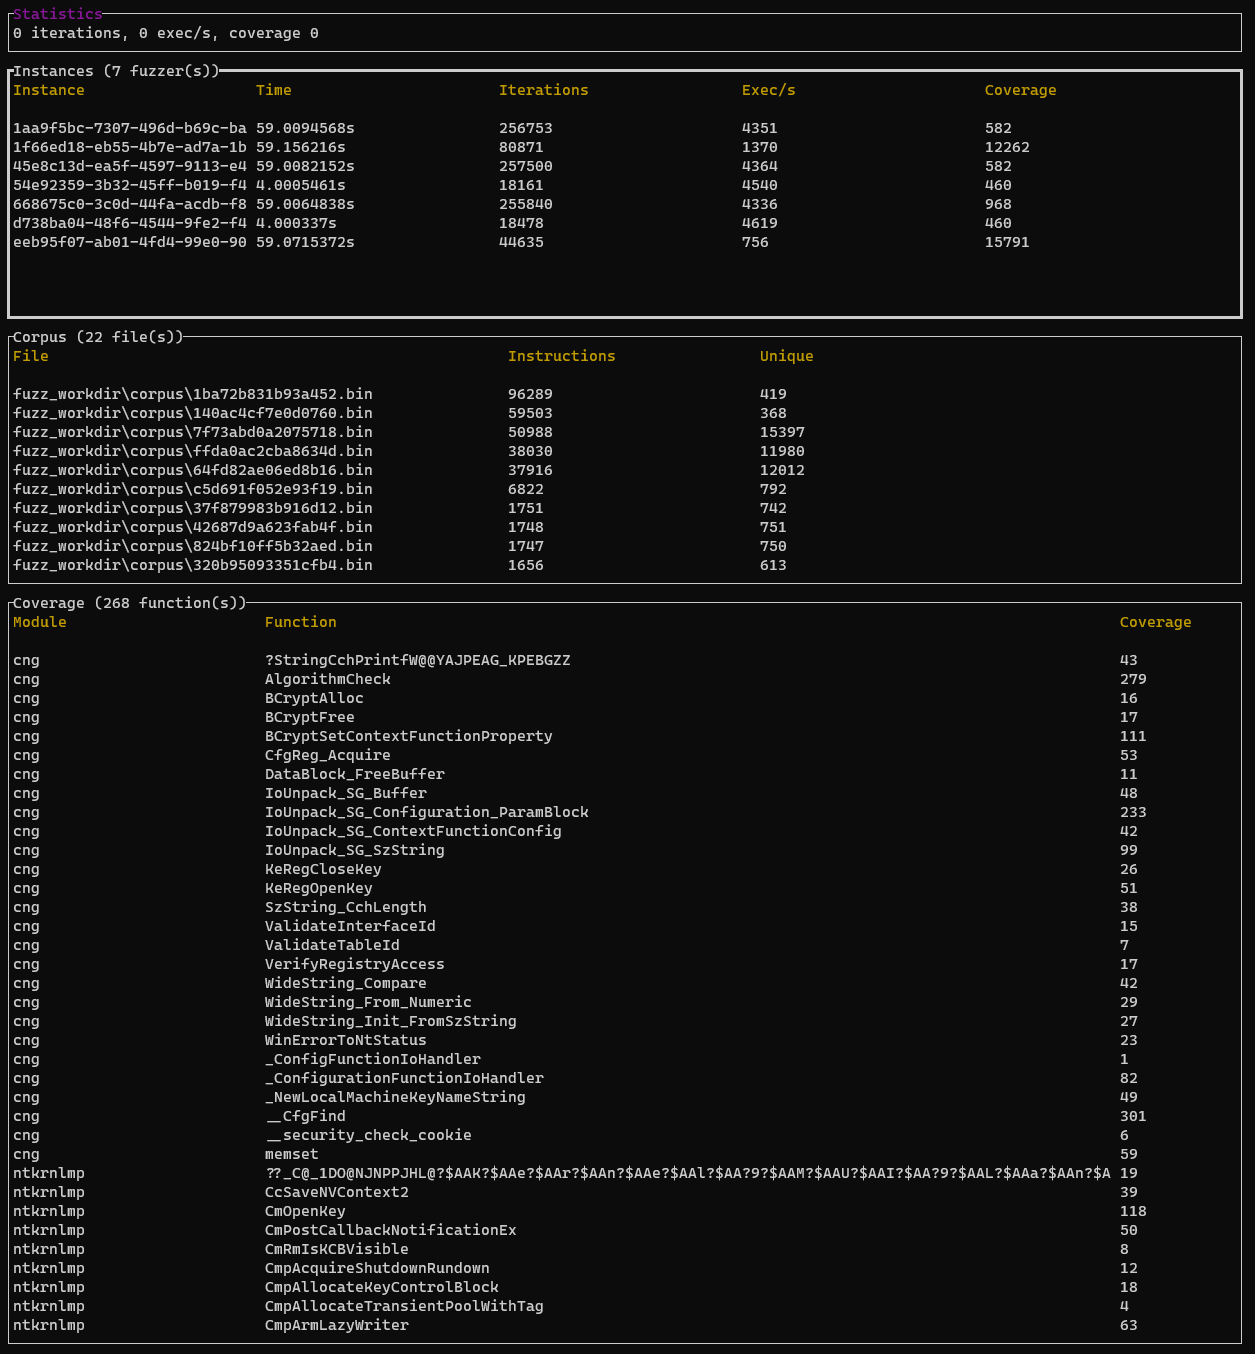 Statistics
0 iterations, 0 exec/s, coverage 0
Instances (7 fuzzer(s))
Instance Time Iterations Exec/s Coverage
1aa9f5bc-7307-496d-b69c-ba 59.0094568s 256753 4351 582
1f66ed18-eb55-4b7e-ad7a-1b 59.156216s 80871 1370 12262
45e8c13d-ea5f-4597-9113-e4 59.0082152s 257500 4364 582
54e92359-3b32-45ff-b019-f4 4.0005461s 18161 4540 460
668675c0-3c0d-44fa-acdb-f8 59.0064838s 255840 4336 968
d738ba04-48f6-4544-9fe2-f4 4.000337s 18478 4619 460
eeb95f07-ab01-4fd4-99e0-90 59.0715372s 44635 756 15791
Corpus (22 file(s))
File Instructions Unique
fuzz_workdir\corpus\1ba72b831b93a452.bin 96289 419
fuzz_workdir\corpus\140ac4cf7e0d0760.bin 59503 368
fuzz_workdir\corpus\7f73abd0a2075718.bin 50988 15397
fuzz_workdir\corpus\ffda0ac2cba8634d.bin 38030 11980
fuzz_workdir\corpus\64fd82ae06ed8b16.bin 37916 12012
fuzz_workdir\corpus\c5d691f052e93f19.bin 6822 792
fuzz_workdir\corpus\37f879983b916d12.bin 1751 742
fuzz_workdir\corpus\42687d9a623fab4f.bin 1748 751
fuzz_workdir\corpus\824bf10ff5b32aed.bin 1747 750
fuzz_workdir\corpus\320b95093351cfb4.bin 1656 613
Coverage (268 function(s))
Module Function Coverage
cng ?StringCchPrintfW@@YAJPEAG_KPEBGZZ 43
cng AlgorithmCheck 279
cng BCryptAlloc 16
cng BCryptFree 17
cng BCryptSetContextFunctionProperty 111
cng CfgReg_Acquire 53
cng DataBlock_FreeBuffer 11
cng IoUnpack_SG_Buffer 48
cng IoUnpack_SG_Configuration_ParamBlock 233
cng IoUnpack_SG_ContextFunctionConfig 42
cng IoUnpack_SG_SzString 99
cng KeRegCloseKey 26
cng KeRegOpenKey 51
cng SzString_CchLength 38
cng ValidateInterfaceId 15
cng ValidateTableId 7
cng VerifyRegistryAccess 17
cng WideString_Compare 42
cng WideString_From_Numeric 29
cng WideString_Init_FromSzString 27
cng WinErrorToNtStatus 23
cng _ConfigFunctionIoHandler 1
cng _ConfigurationFunctionIoHandler 82
cng _NewLocalMachineKeyNameString 49
cng __CfgFind 301
cng __security_check_cookie 6
cng memset 59
ntkrnlmp ??_C@_1DO@NJNPPJHL@?$AAK?$AAe?$AAr?$AAn?$AAe?$AAl?$AA?9?$AAM?$AAU?$AAI?$AA?9?$AAL?$AAa?$AAn?$A 19
ntkrnlmp CcSaveNVContext2 39
ntkrnlmp CmOpenKey 118
ntkrnlmp CmPostCallbackNotificationEx 50
ntkrnlmp CmRmIsKCBVisible 8
ntkrnlmp CmpAcquireShutdownRundown 12
ntkrnlmp CmpAllocateKeyControlBlock 18
ntkrnlmp CmpAllocateTransientPoolWithTag 4
ntkrnlmp CmpArmLazyWriter 63